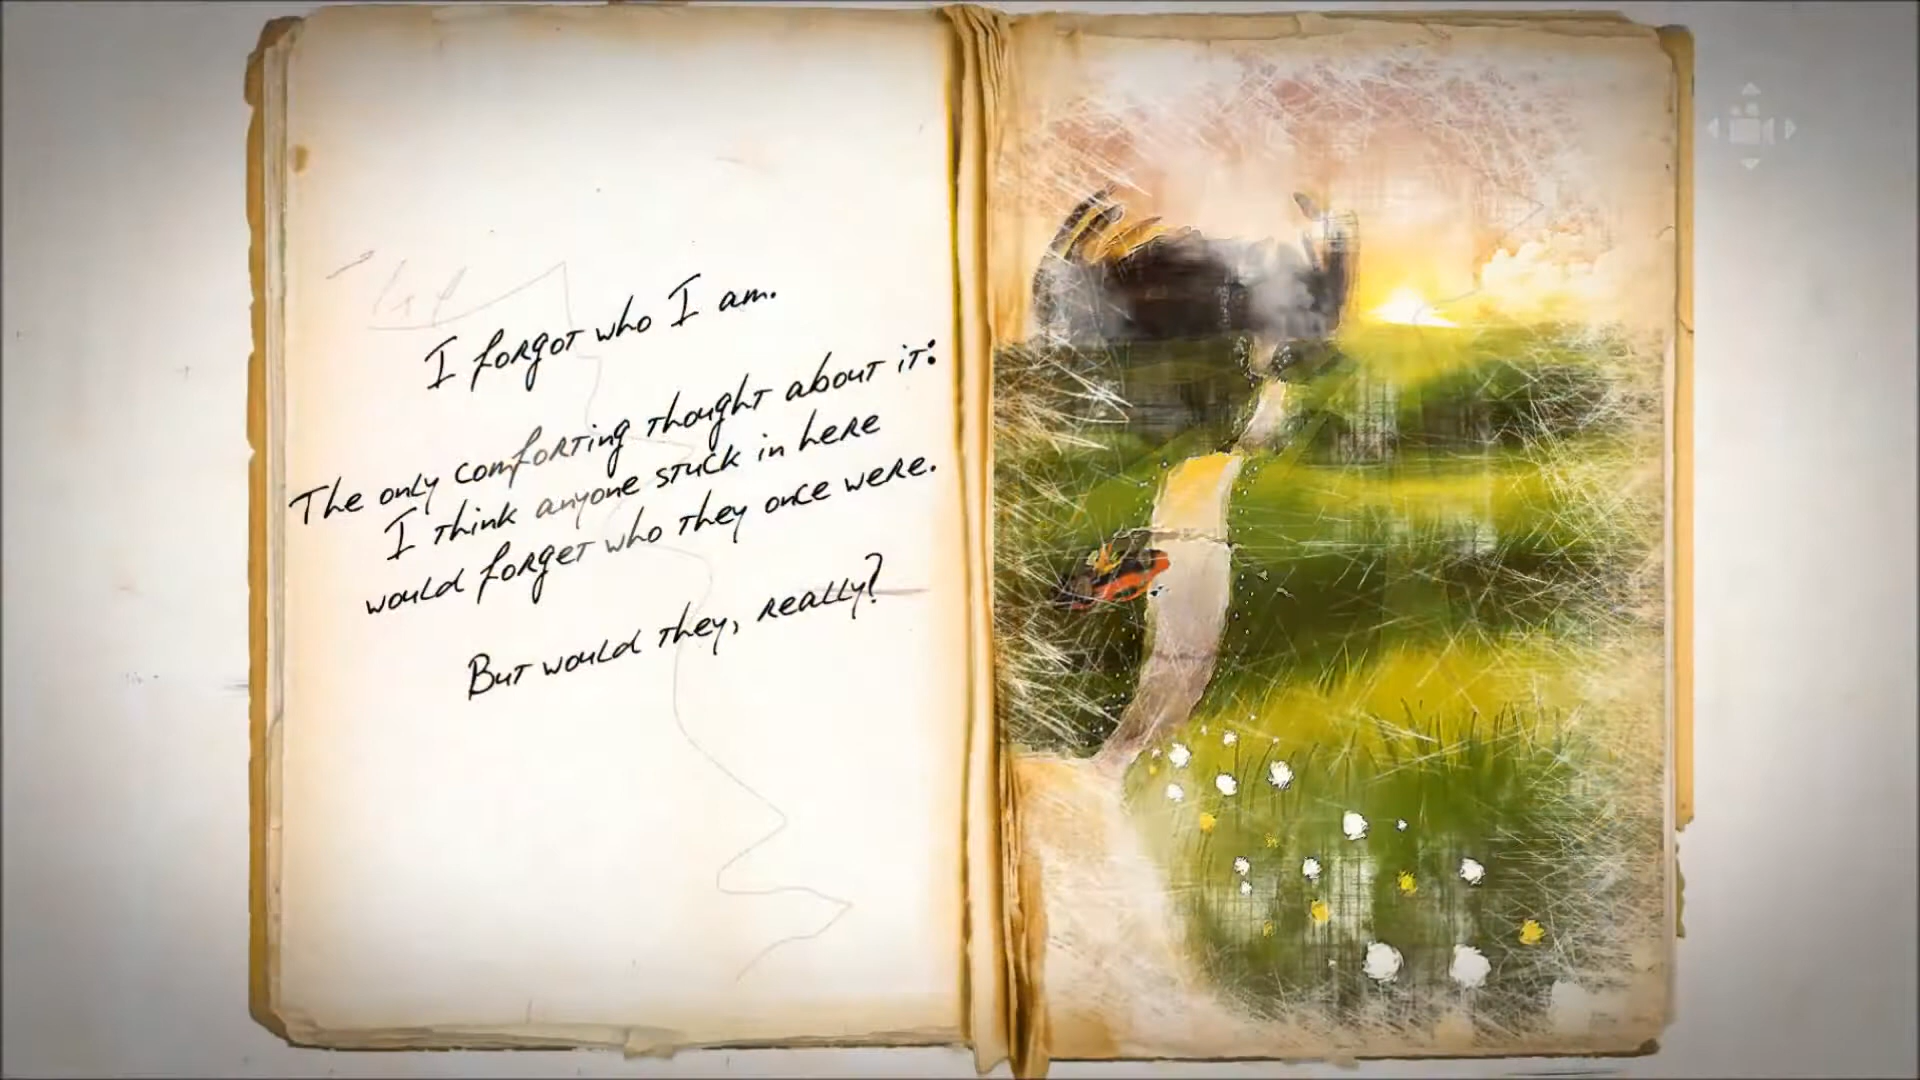 I forgot who I am.
The only comforting thought about it:
I think anyone stuck in here
would forget who they once were.
But would they, really?